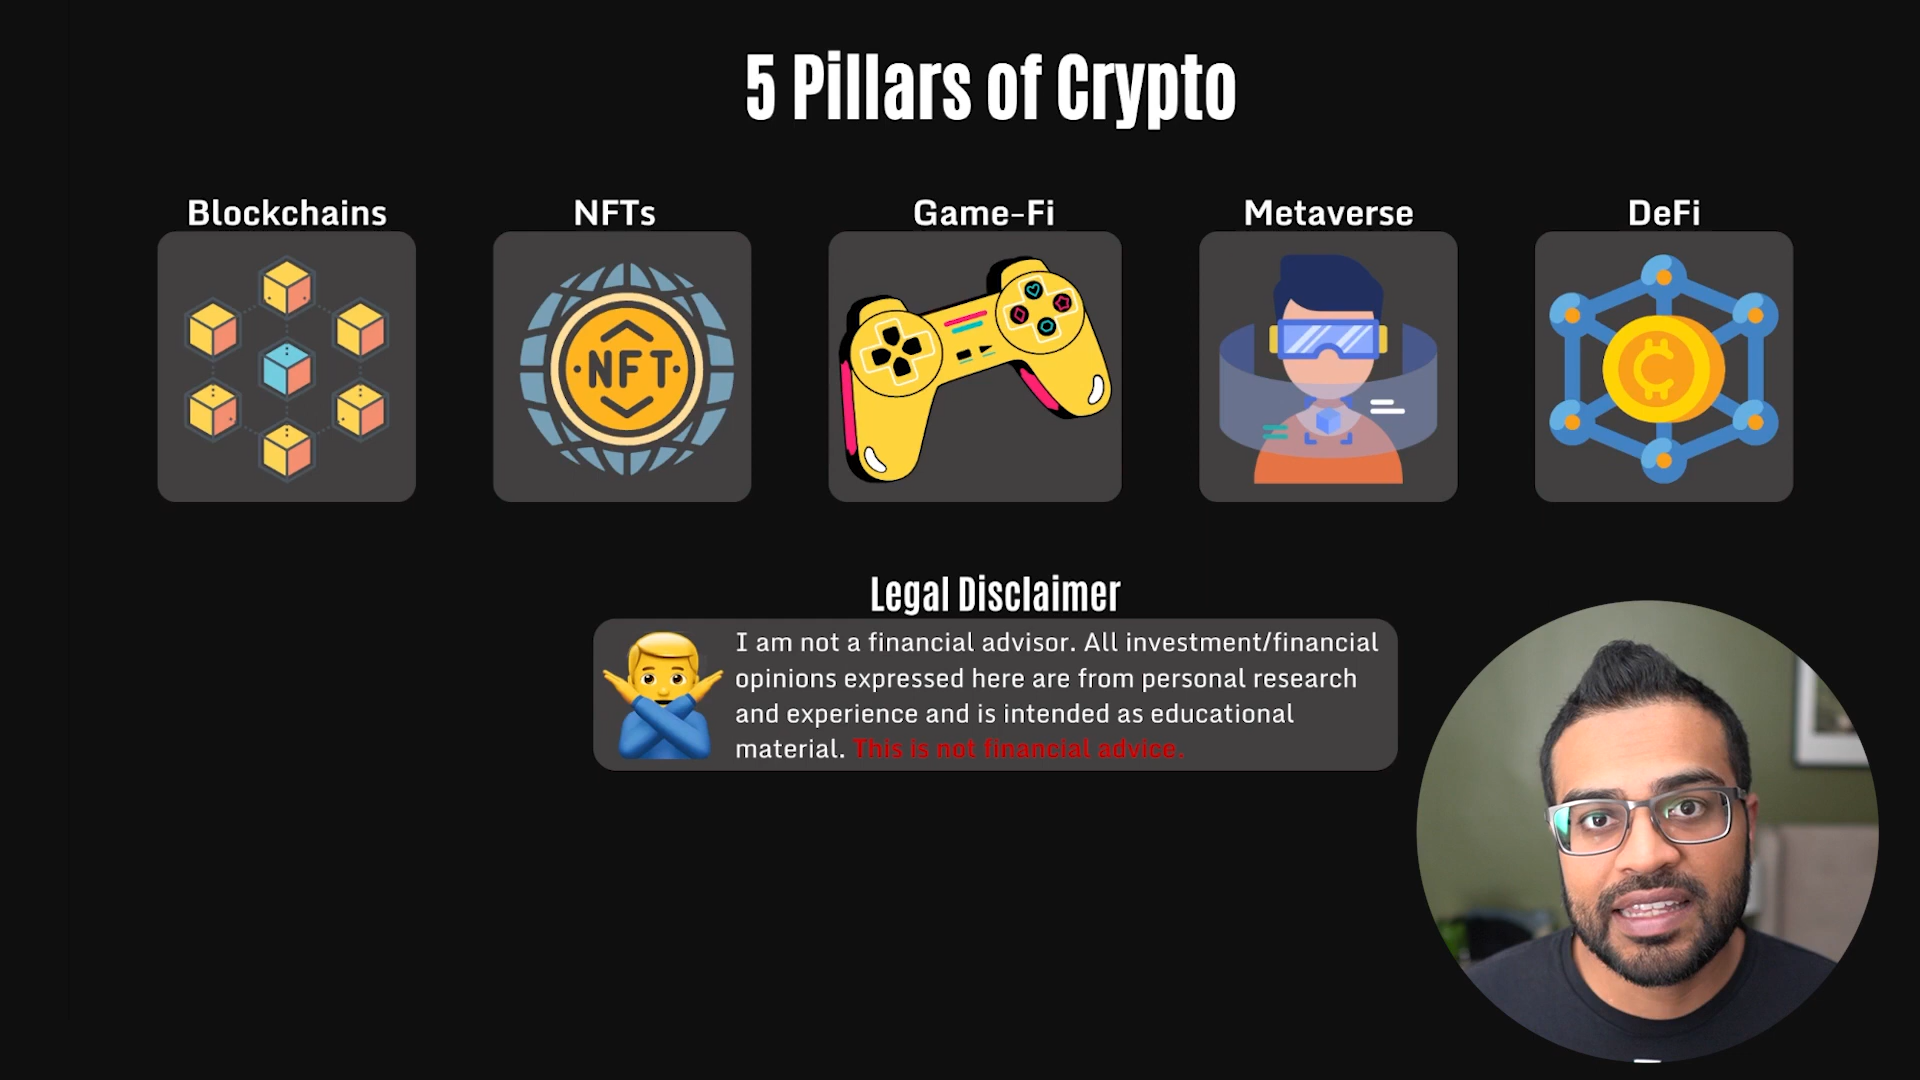 5 Pillars of Crypto
Blockchains
NFTs
Game-Fi
Metaverse
DeFi
·NFT·
Legal Disclaimer
I am not a financial advisor. All investment/financial
opinions expressed here are from personal research
and experience and is intended as educational
material. This is not financial advice.